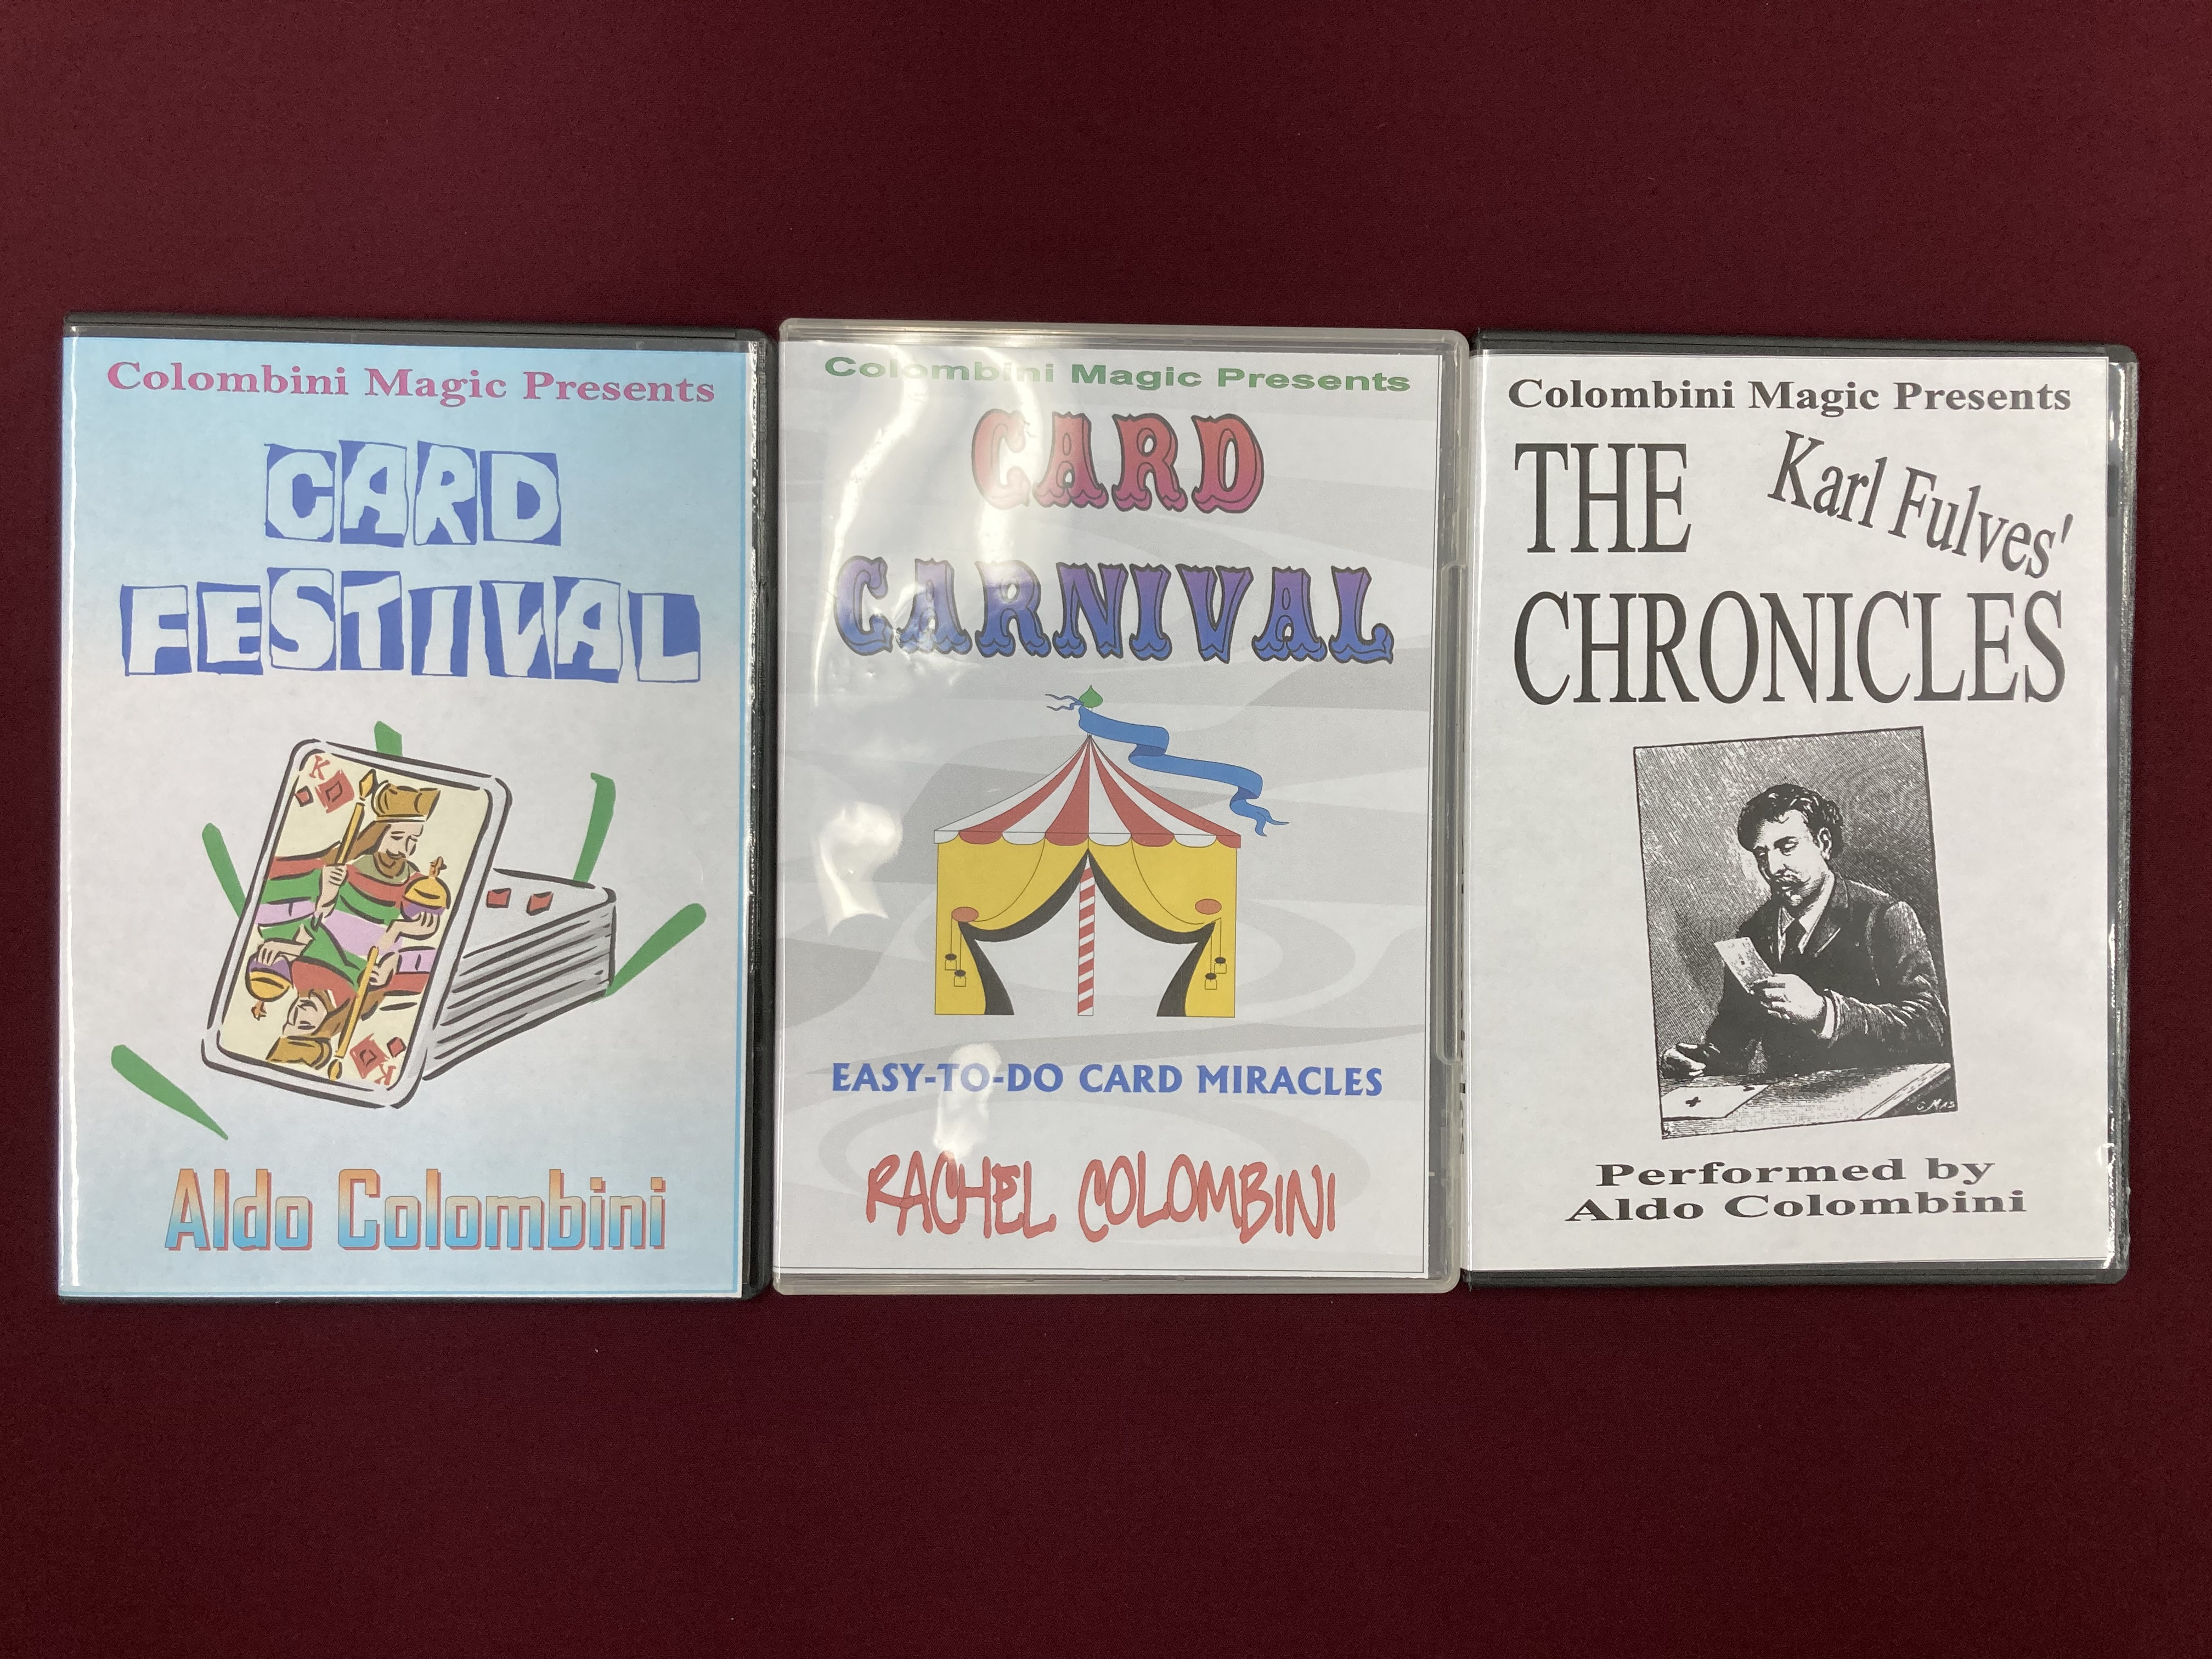 Colombini Magic Presents
CARD
FESTIVAL
K
K
Aldo Colombini
Colombini Magic Presents
CARD
CARNIVAL
EASY-TO-DO CARD MIRACLES
RACHEL COLOMBINI
Colombini Magic Presents
THE Karl Fulves'
CHRONICLES
Performed by
Aldo Colombini